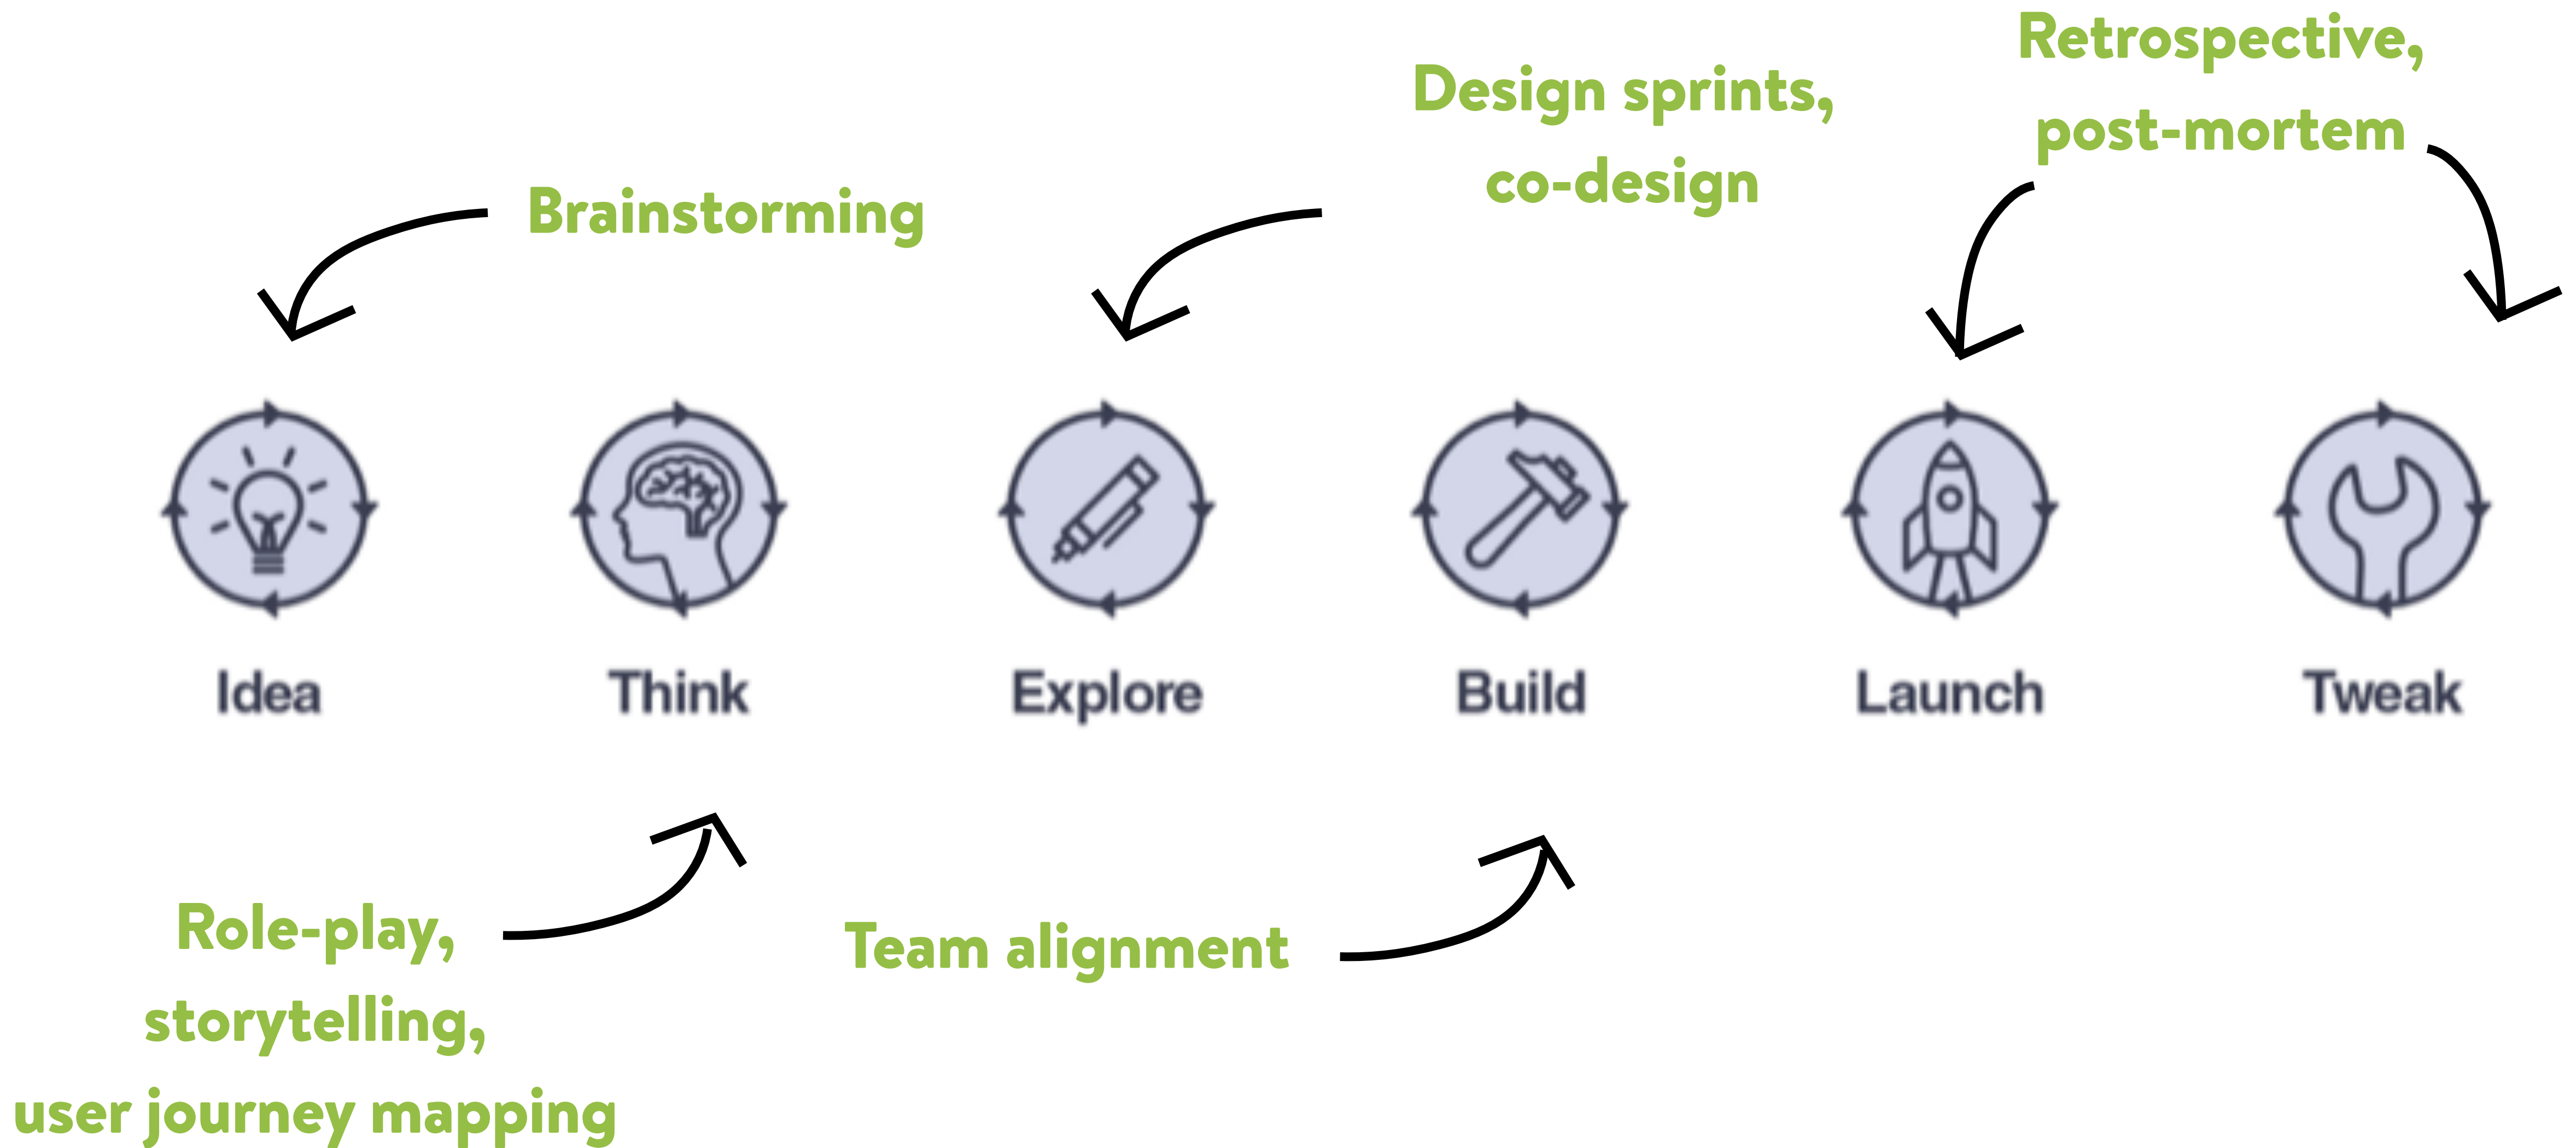 Retrospective,
post-mortem
Design sprints,
co-design
Brainstorming
Idea
Think
Explore
Build
Launch
Tweak
Role-play,
storytelling,
user journey mapping
Team alignment